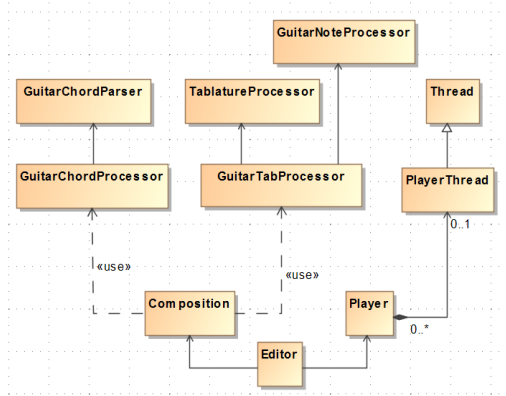 GuitarNoteProcessor
GuitarChordParser
TablatureProcessor
Thread
GuitarChordProcessor
GuitarTabProcessor
PlayerThread
0..1
«use»
«use»
Composition
Player
0..*
Editor